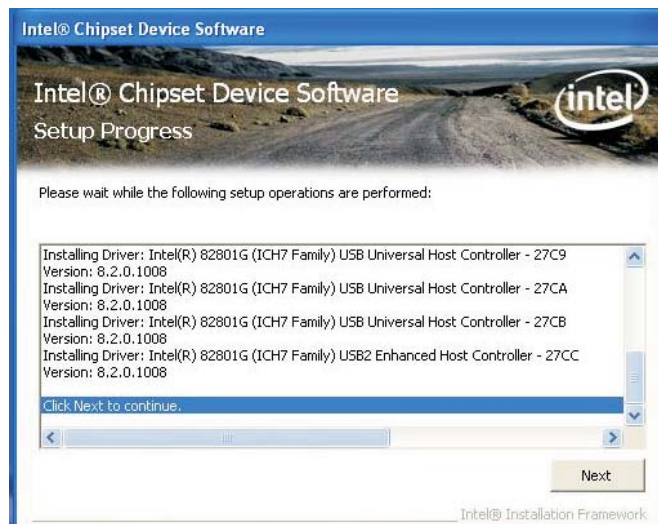 Intel® Chipset Device Software
Intel® Chipset Device Software
intel
Setup Progress
Please wait while the following setup operations are performed:
Installing Driver: Intel(R) 82801G (ICH7 Family) USB Universal Host Controller - 27C9
Version: 8.2.0.1008
Installing Driver: Intel(R) 82801G (ICH7 Family) USB Universal Host Controller - 27CA
Version: 8.2.0.1008
Installing Driver: Intel(R) 82801G (ICH7 Family) USB Universal Host Controller - 27CB
Version: 8.2.0.1008
Installing Driver: Intel(R) 82801G (ICH7 Family) USB2 Enhanced Host Controller - 27CC
Version: 8.2.0.1008
Click Next to continue.
Next
Intel® Installation Framework